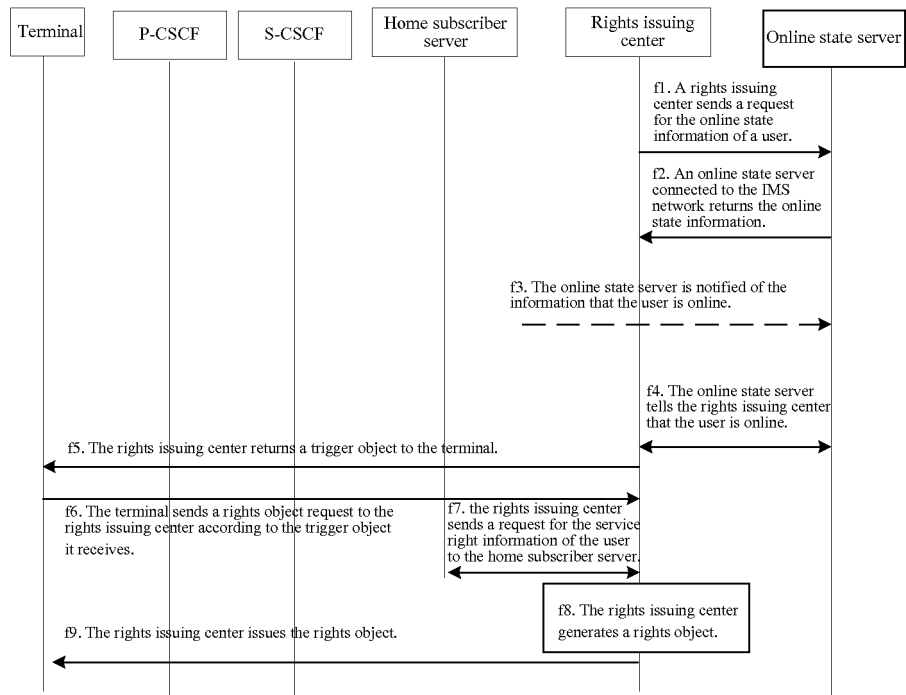 Terminal
P-CSCF
S-CSCF
Home subscriber
server
Rights issuing
center
Online state server
f1. A rights issuing
center sends a request
for the online state
information of a user.
f2. An online state server
connected to the IMS
network returns the online
state information.
f3. The online state server is notified of the
information that the user is online.
f4. The online state server
tells the rights issuing center
that the user is online.
f5. The rights issuing center returns a trigger object to the terminal.
f6. The terminal sends a rights object request to the
rights issuing center according to the trigger object
it receives.
f7. the rights issuing center
sends a request for the service
right information of the user
to the home subscriber server.
f8. The rights issuing center
generates a rights object.
f9. The rights issuing center issues the rights object.